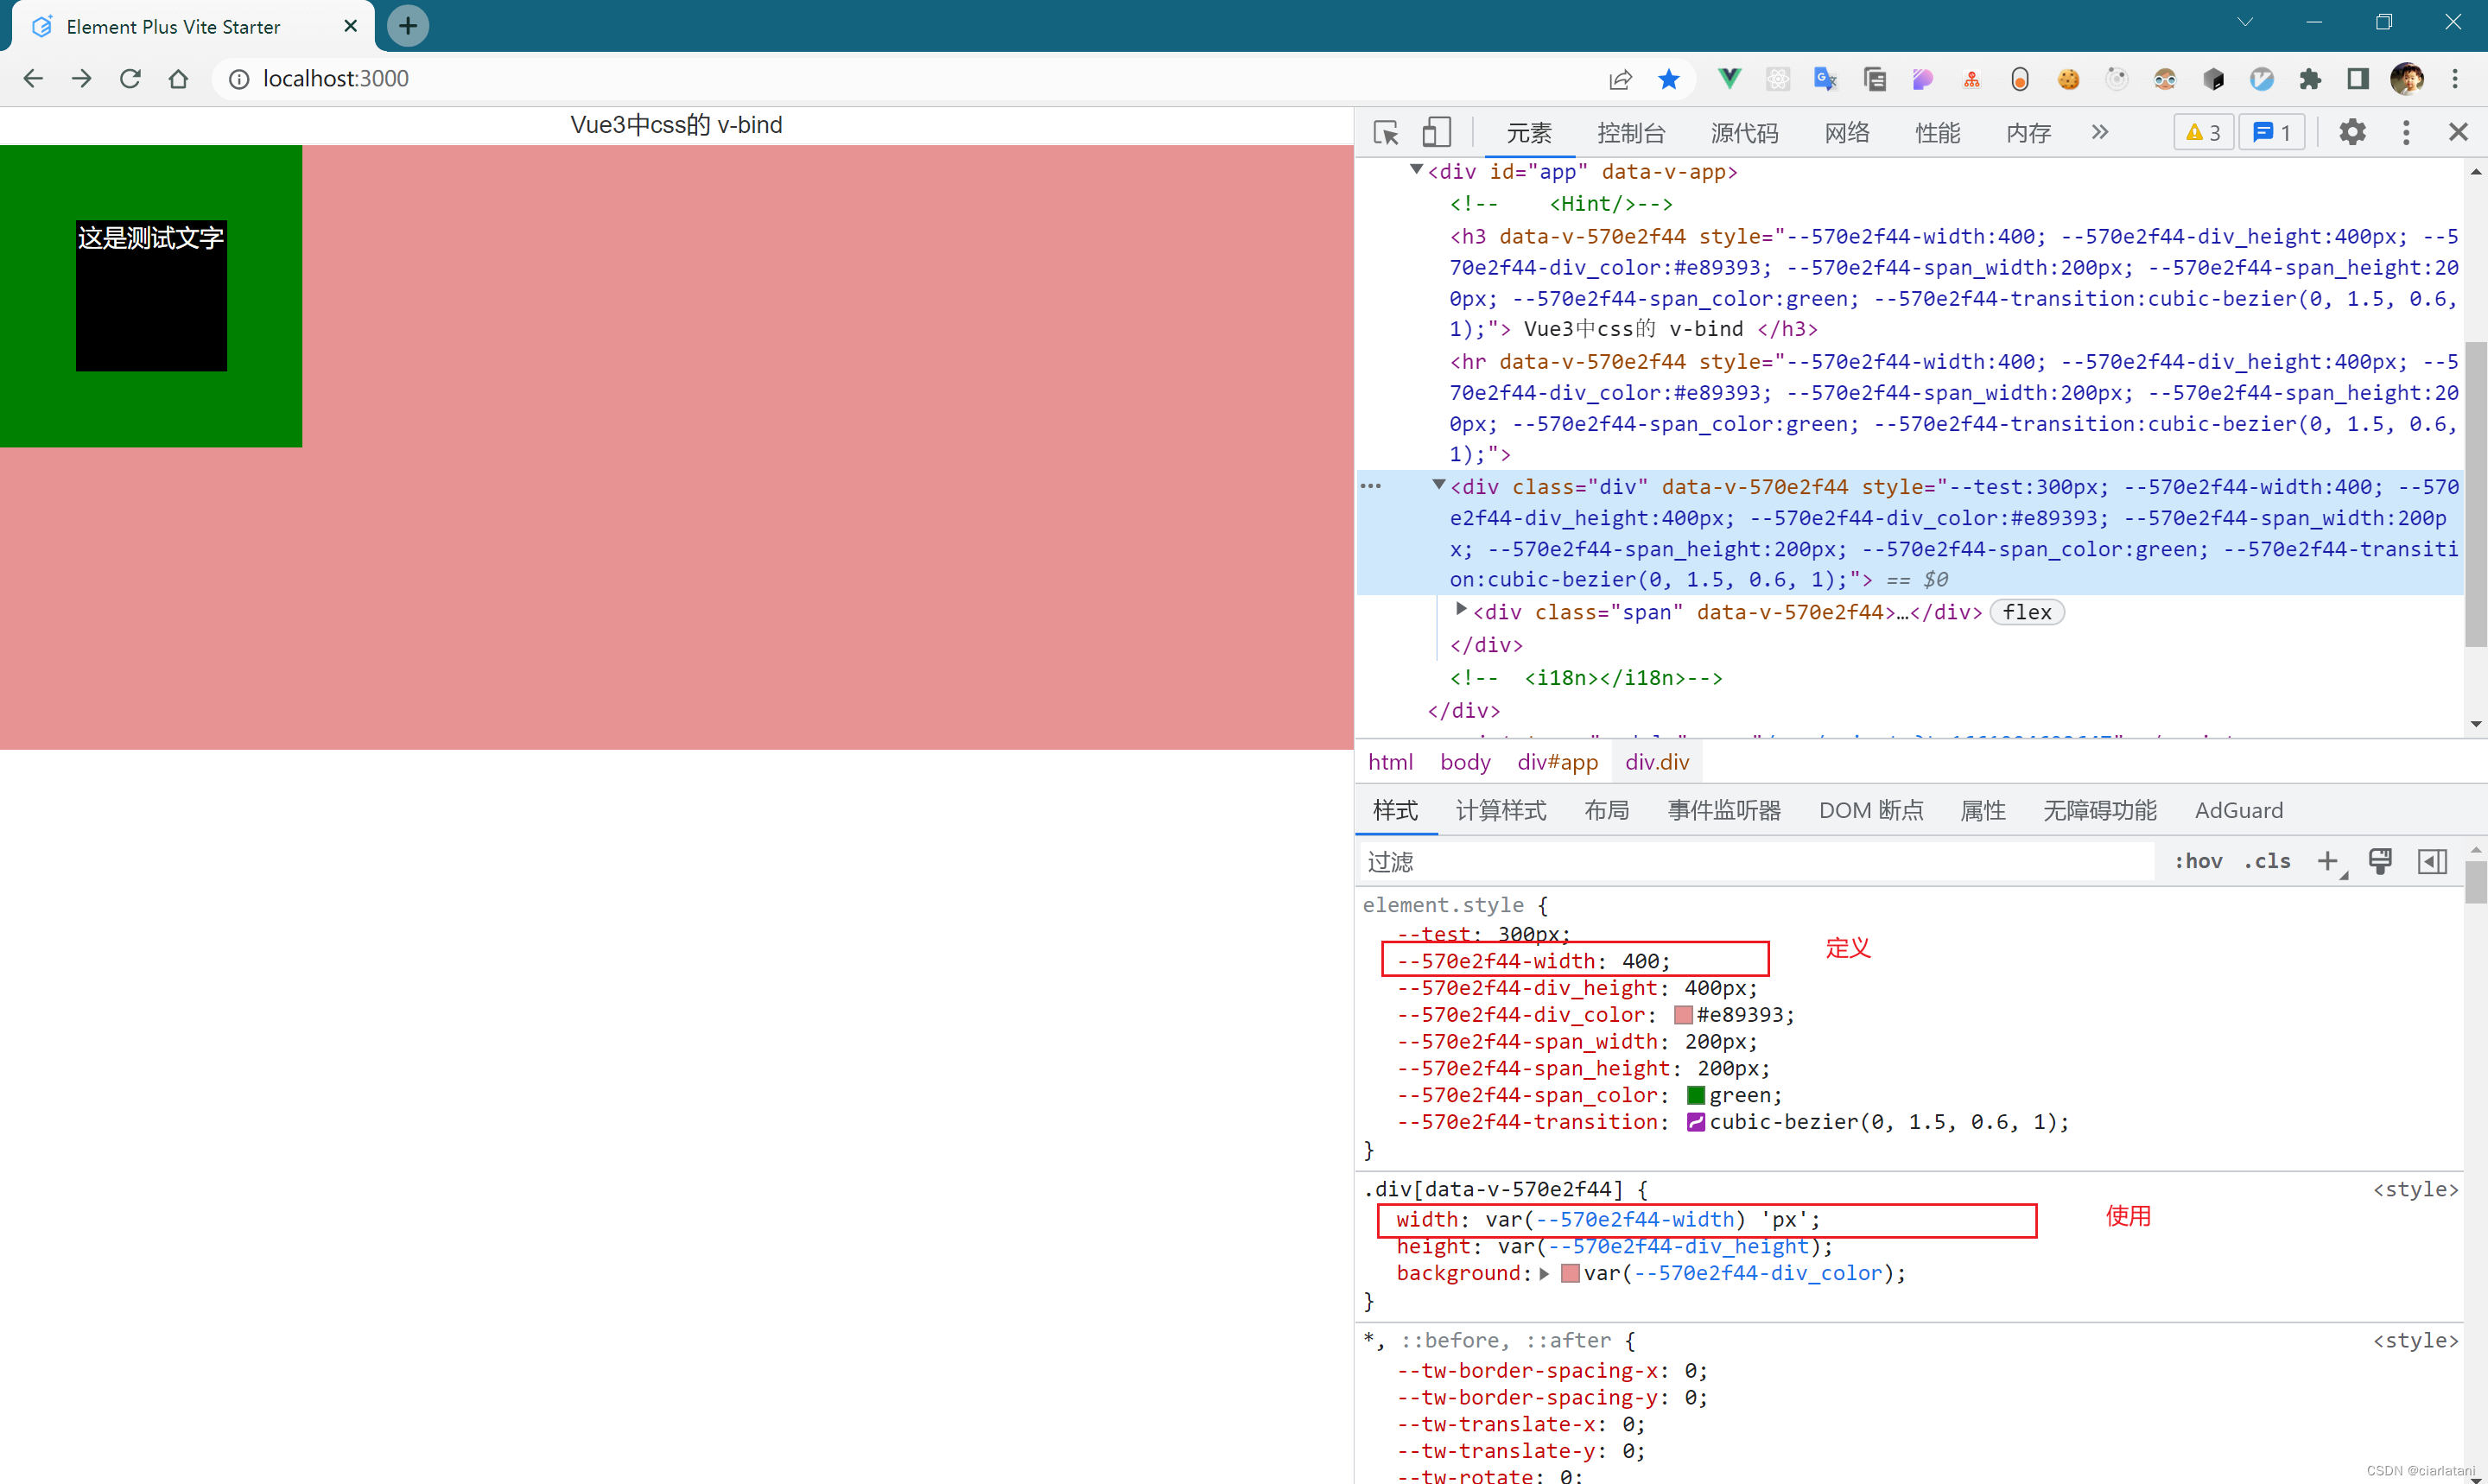 Element Plus Vite Starter
localhost:3000
Vue3中css的 v-bind
这是测试文字
元素 控制台 源代码 网络 性能 内存 3 1
<div id="app" data-v-app>
<!--    <Hint/>-->
<h3 data-v-570e2f44 style="--570e2f44-width:400; --570e2f44-div_height:400px; --5
70e2f44-div_color:#e89393; --570e2f44-span_width:200px; --570e2f44-span_height:20
0px; --570e2f44-span_color:green; --570e2f44-transition:cubic-bezier(0, 1.5, 0.6,
1);"> Vue3中css的 v-bind </h3>
<hr data-v-570e2f44 style="--570e2f44-width:400; --570e2f44-div_height:400px; --5
70e2f44-div_color:#e89393; --570e2f44-span_width:200px; --570e2f44-span_height:20
0px; --570e2f44-span_color:green; --570e2f44-transition:cubic-bezier(0, 1.5, 0.6,
1);">
<div class="div" data-v-570e2f44 style="--test:300px; --570e2f44-width:400; --570
e2f44-div_height:400px; --570e2f44-div_color:#e89393; --570e2f44-span_width:200p
x; --570e2f44-span_height:200px; --570e2f44-span_color:green; --570e2f44-transiti
on:cubic-bezier(0, 1.5, 0.6, 1);"> == $0
<div class="span" data-v-570e2f44>…</div> flex
</div>
<!--  <i18n></i18n>-->
</div>
html body div#app div.div
样式 计算样式 布局 事件监听器 DOM 断点 属性 无障碍功能 AdGuard
过滤 :hov .cls
element.style {
--test: 300px;
--570e2f44-width: 400; 定义
--570e2f44-div_height: 400px;
--570e2f44-div_color: #e89393;
--570e2f44-span_width: 200px;
--570e2f44-span_height: 200px;
--570e2f44-span_color: green;
--570e2f44-transition: cubic-bezier(0, 1.5, 0.6, 1);
}
.div[data-v-570e2f44] { <style>
width: var(--570e2f44-width) 'px'; 使用
height: var(--570e2f44-div_height);
background: var(--570e2f44-div_color);
}
*, ::before, ::after { <style>
--tw-border-spacing-x: 0;
--tw-border-spacing-y: 0;
--tw-translate-x: 0;
--tw-translate-y: 0;
--tw-rotate: 0;
CSDN @ciarlatani